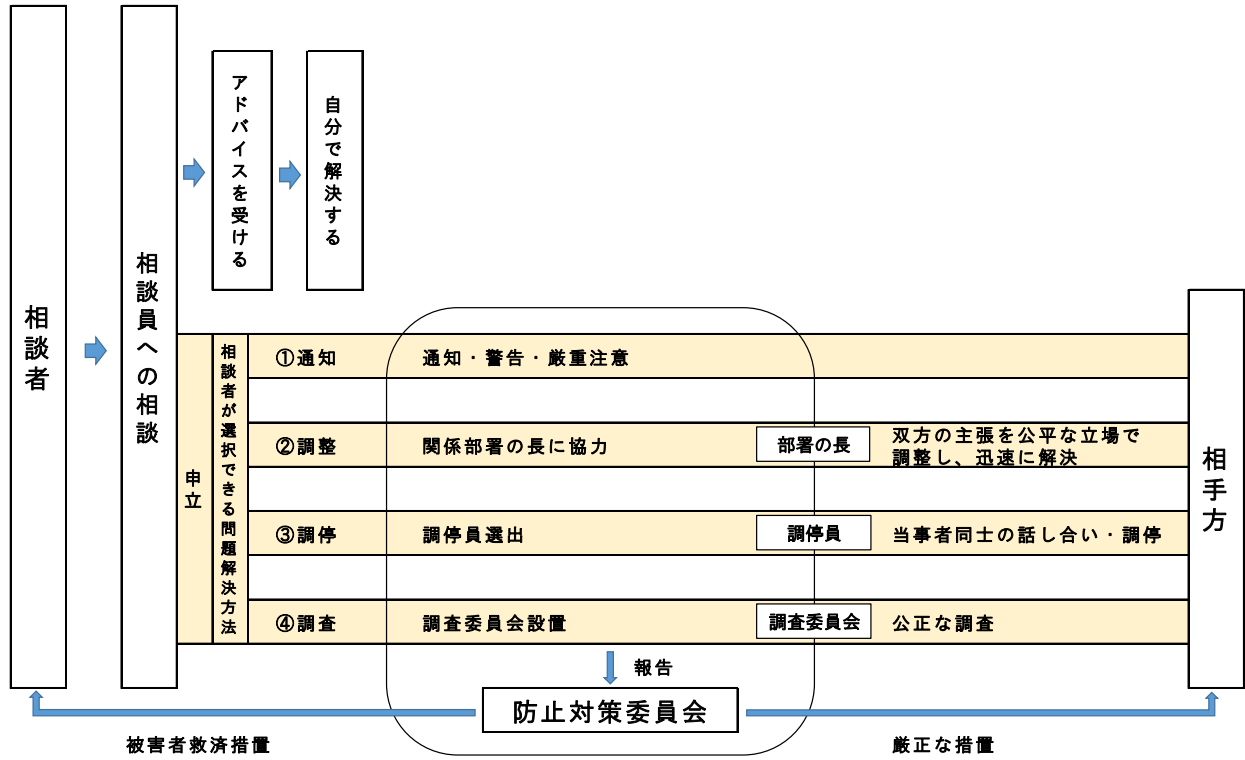 相談者
相談員への相談
アドバイスを受ける
自分で解決する
申立
相談者が選択できる問題解決方法
①通知
通知・警告・厳重注意
②調整
関係部署の長に協力
部署の長
双方の主張を公平な立場で
調整し、迅速に解決
③調停
調停員選出
調停員
当事者同士の話し合い・調停
④調査
調査委員会設置
調査委員会
公正な調査
相手方
報告
防止対策委員会
被害者救済措置
厳正な措置